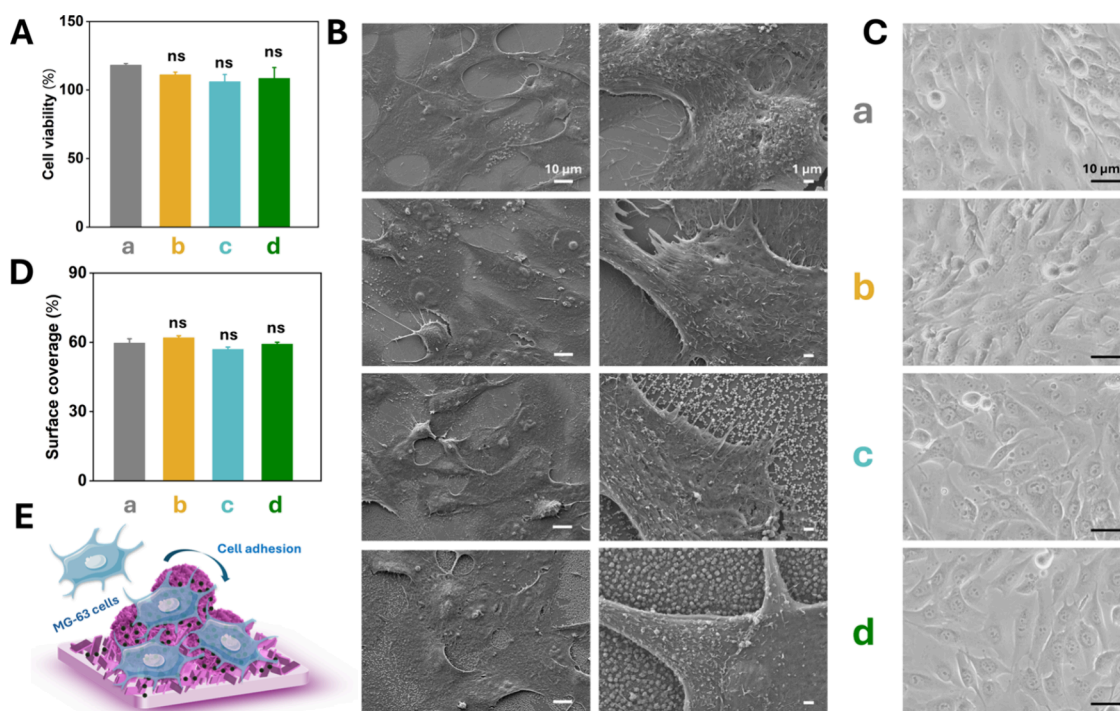 A
Cell viability (%)
150
100
50
0
ns
ns
ns
a
b
c
d
B
10 µm
1 µm
C
a
10 µm
b
c
d
D
Surface coverage (%)
90
60
30
0
ns
ns
ns
a
b
c
d
E
Cell adhesion
MG-63 cells